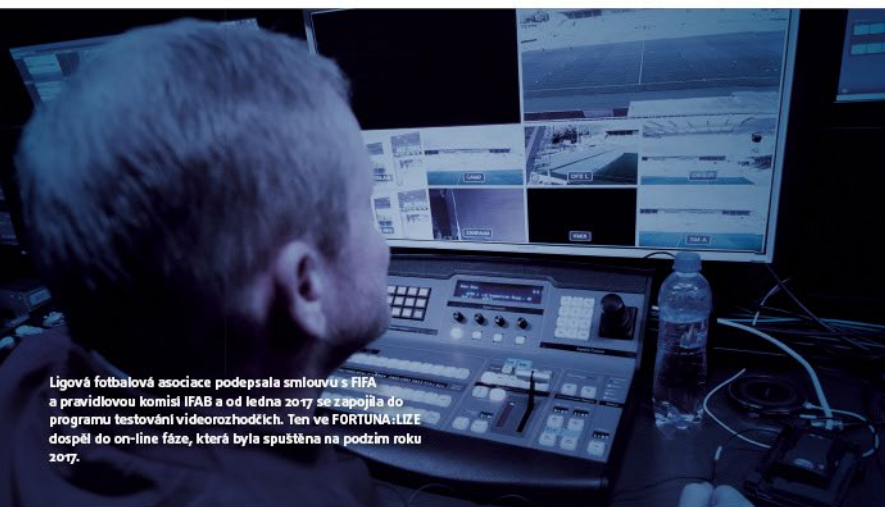 Ligová fotbalová asociace podepsala smlouvu s FIFA
a pravidlovou komisí IFAB a od ledna 2017 se zapojila do
programu testování videorozhodčích. Ten ve FORTUNA:LIZE
dospěl do on-line fáze, která byla spuštěna na podzim roku
2017.